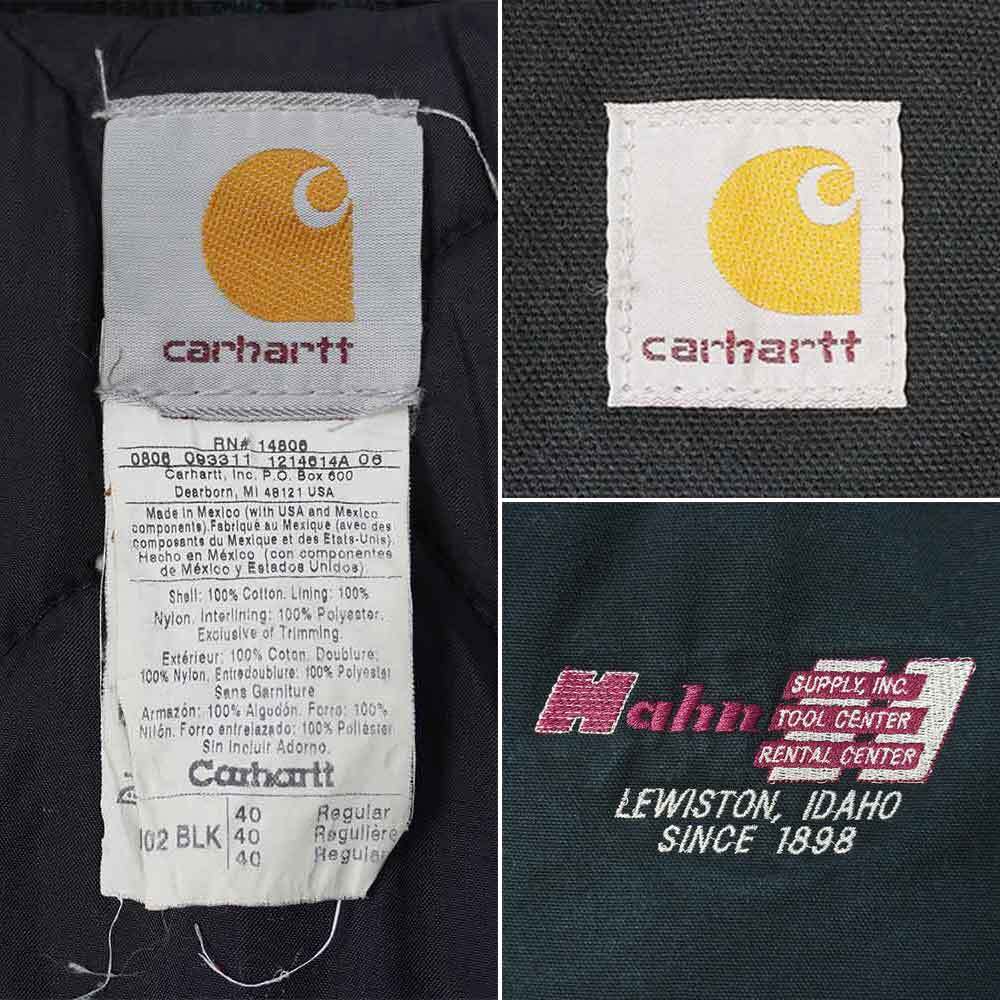 carhartt
RN# 14806
0806 093311 1214614A 06
Carhartt, Inc. P.O. Box 600
Dearborn, MI 48121 USA
Made in Mexico (with USA and Mexico
components).Fabriqué au Mexique (avec des
composants du Mexique et des Etats-Unis).
Hecho en México (con componentes
de México y Estados Unidos)
Shell: 100% Cotton. Lining: 100%
Nylon. Interlining: 100% Polyester.
Exclusive of Trimming.
Extérieur: 100% Coton. Doublure:
100% Nylon. Entredoublure: 100% Polyester
Sans Garniture
Armazón: 100% Algodón. Forro: 100%
Nilón. Forro entrelazado: 100% Poliéster
Sin Incluir Adorno.
Carhartt
40 Regular
02 BLK 40 Regulière
40 Regular
carhartt
Hahn
SUPPLY, INC.
TOOL CENTER
RENTAL CENTER
LEWISTON, IDAHO
SINCE 1898